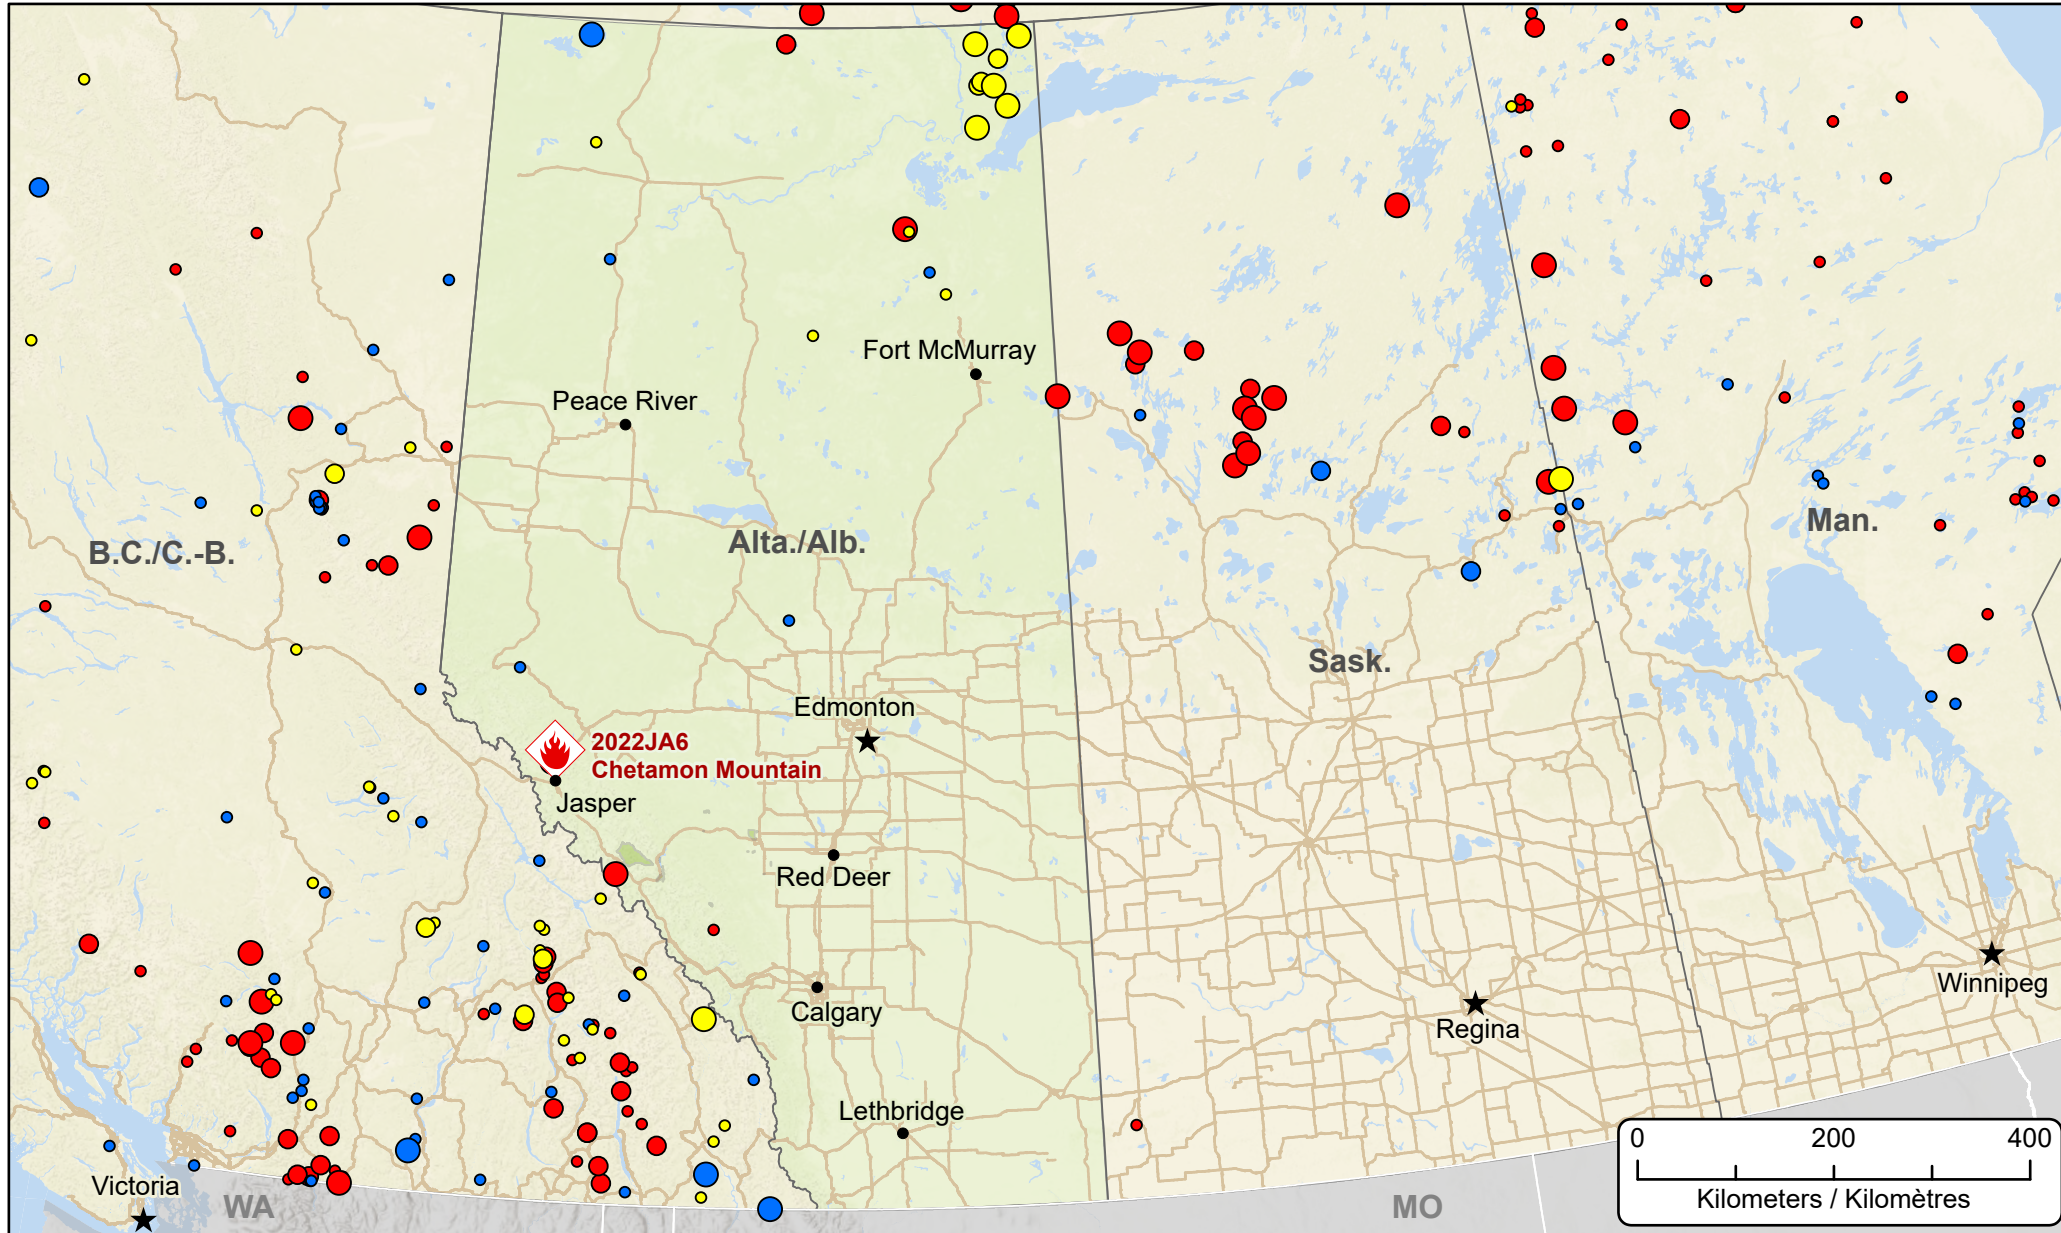 Fort McMurray
Peace River
B.C./C.-B.
Alta./Alb.
Man.
Sask.
Edmonton
2022JA6
Chetamon Mountain
Jasper
Red Deer
Calgary
Winnipeg
Regina
Lethbridge
Victoria
WA
MO
0 200 400
Kilometers / Kilomètres